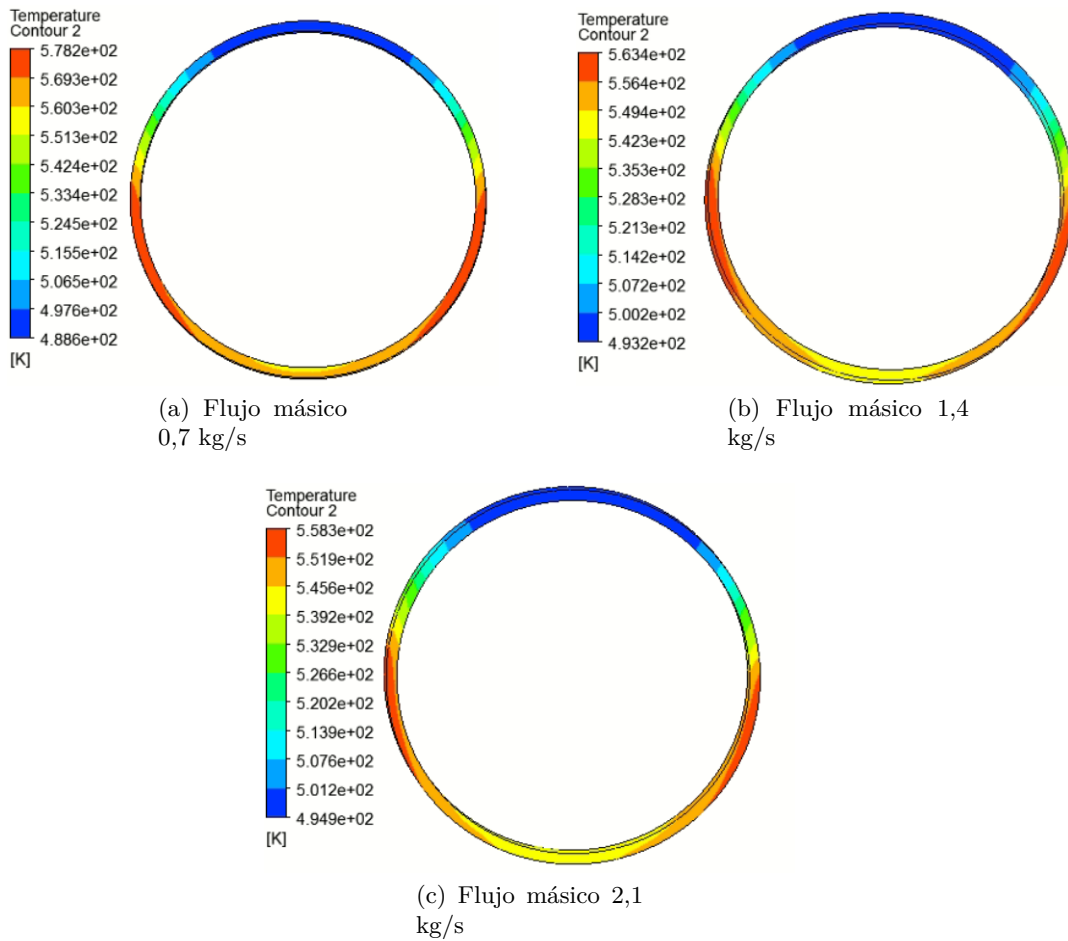 Temperature
Contour 2
5.782e+02
5.693e+02
5.603e+02
5.513e+02
5.424e+02
5.334e+02
5.245e+02
5.155e+02
5.065e+02
4.976e+02
4.886e+02
[K]
(a) Flujo másico
0,7 kg/s
Temperature
Contour 2
5.634e+02
5.564e+02
5.494e+02
5.423e+02
5.353e+02
5.283e+02
5.213e+02
5.142e+02
5.072e+02
5.002e+02
4.932e+02
[K]
(b) Flujo másico 1,4
kg/s
Temperature
Contour 2
5.583e+02
5.519e+02
5.456e+02
5.392e+02
5.329e+02
5.266e+02
5.202e+02
5.139e+02
5.076e+02
5.012e+02
4.949e+02
[K]
(c) Flujo másico 2,1
kg/s